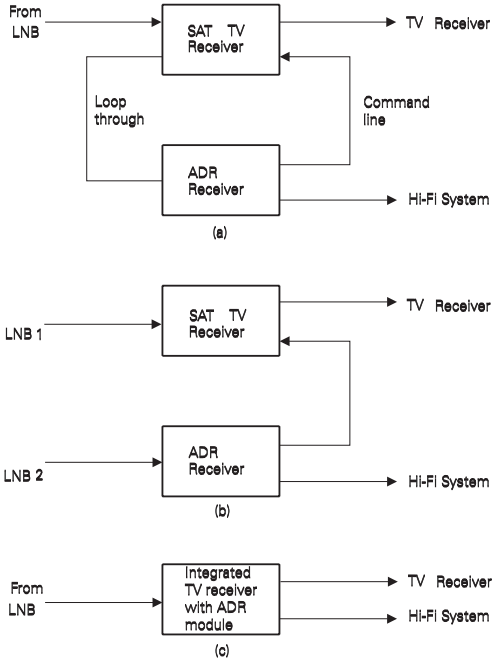 From
LNB
SAT TV
Receiver
TV Receiver
Loop
through
Command
line
ADR
Receiver
Hi-Fi System
(a)
LNB 1
SAT TV
Receiver
TV Receiver
LNB 2
ADR
Receiver
Hi-Fi System
(b)
From
LNB
Integrated
TV receiver
with ADR
module
TV Receiver
Hi-Fi System
(c)